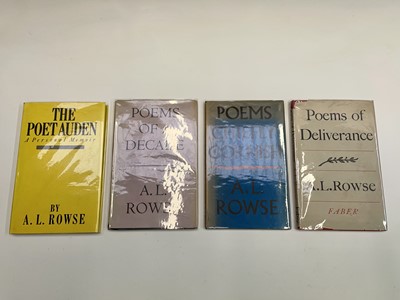 THE
POET AUDEN
A Personal Memoir
BY
A. L. ROWSE
POEMS
OF A
DECADE
A.L.
ROWSE
POEMS
A.L.
ROWSE
Poems of
Deliverance
A.L.Rowse
FABER